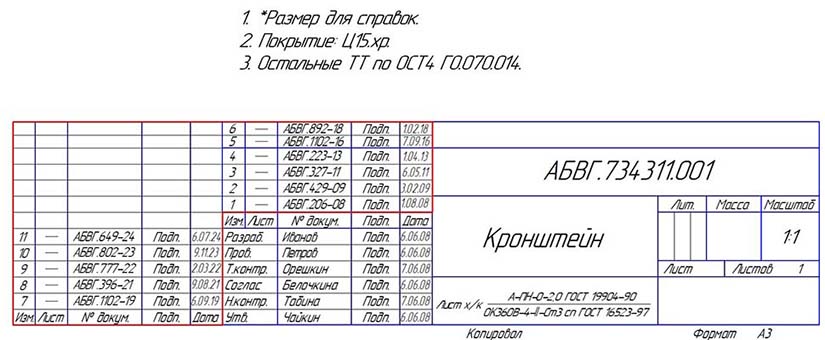 1. *Размер для справок.
2. Покрытие: Ц15.хр.
3. Остальные ТТ по ОСТ4 ГО.070.014.
6 — АБВГ.892-18 Подп. 1.02.18
5 — АБВГ.1102-16 Подп. 7.09.16
4 — АБВГ.223-13 Подп. 1.04.13
3 — АБВГ.327-11 Подп. 6.05.11
2 — АБВГ.429-09 Подп. 3.02.09
1 — АБВГ.206-08 Подп. 1.08.08
Изм. Лист № докум. Подп. Дата
АБВГ.734311.001
11 — АБВГ.649-24 Подп. 6.07.24 Разраб. Иванов Подп. 6.06.08
10 — АБВГ.802-23 Подп. 9.11.23 Пров. Петров Подп. 6.06.08
9 — АБВГ.777-22 Подп. 2.03.22 Т.контр. Орешкин Подп. 7.06.08
8 — АБВГ.396-21 Подп. 9.08.21 Соглас Белочкина Подп. 6.06.08
7 — АБВГ.1102-19 Подп. 6.09.19 Н.контр. Табина Подп. 7.06.08
Изм. Лист № докум. Подп. Дата Утв. Чайкин Подп. 6.06.08
Кронштейн
Лит. Масса Масштаб
1:1
Лист Листов 1
Лист х/к А-ПН-О-2,0 ГОСТ 19904-90
ОК360В-4-II-Ст3 сп ГОСТ 16523-97
Копировал Формат А3